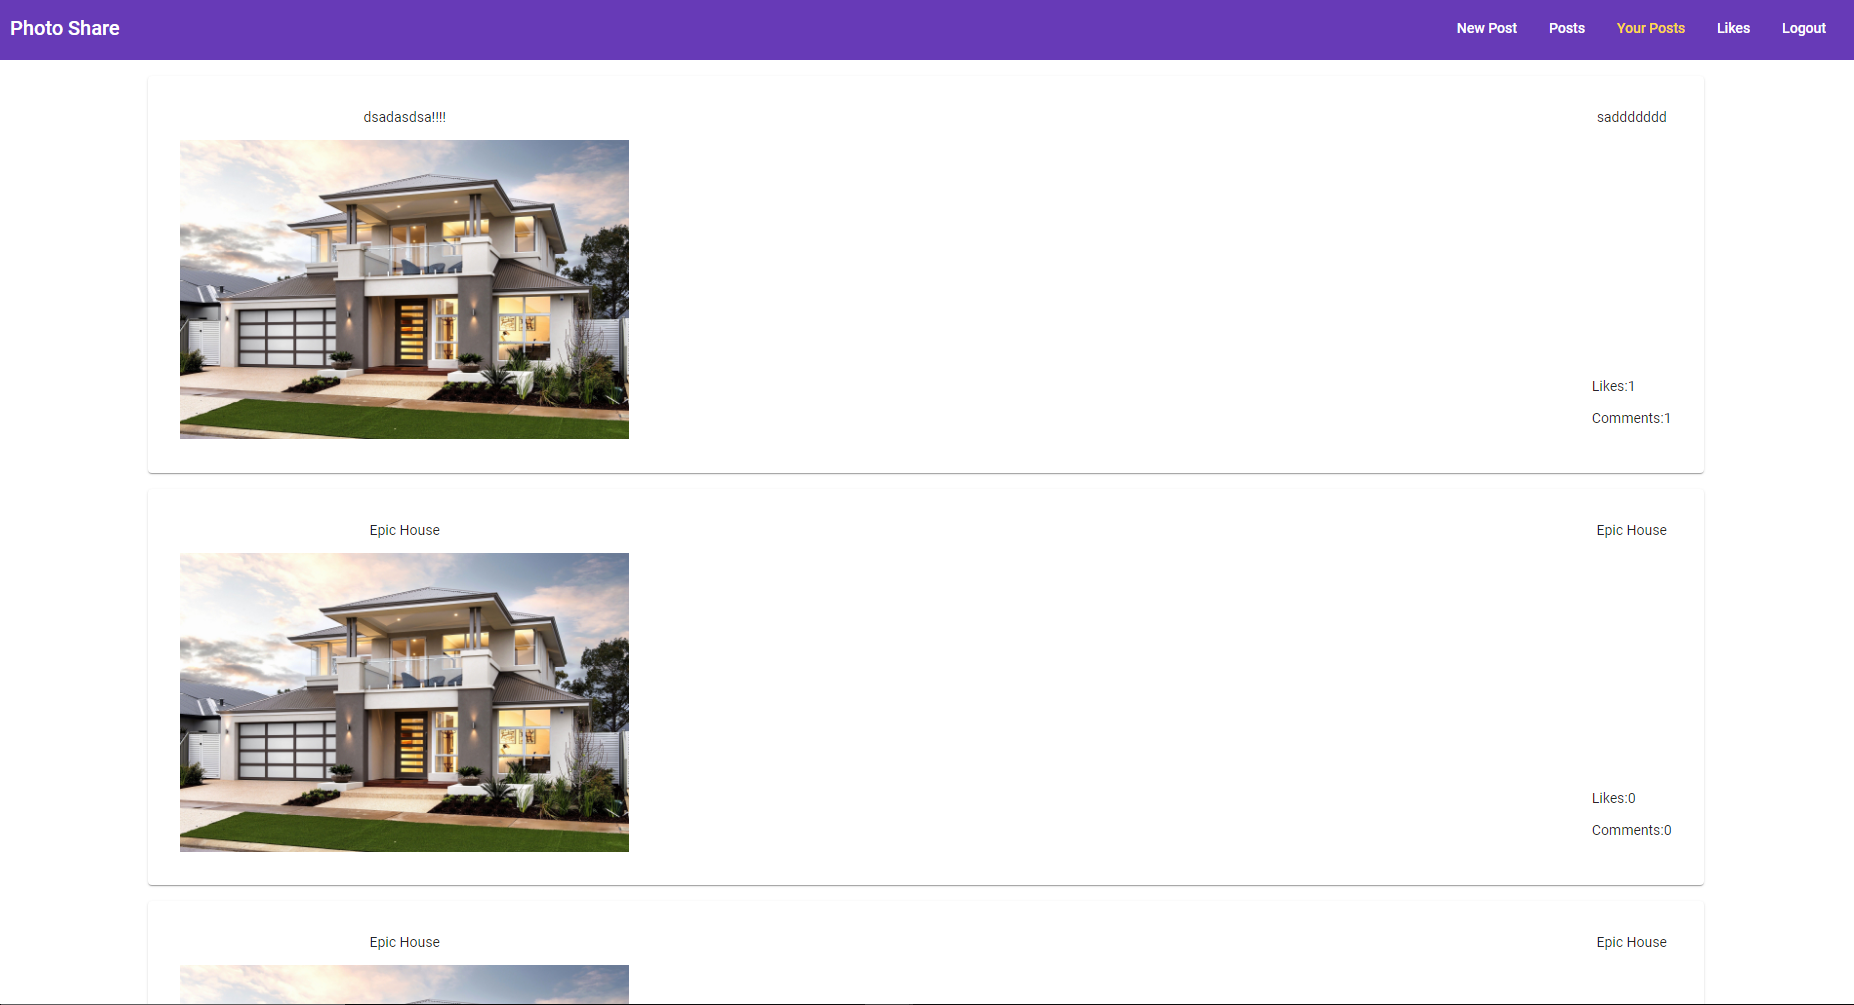 Photo Share
New Post Posts Your Posts Likes Logout
dsadasdsa!!!!
saddddddd
Likes:1
Comments:1
Epic House
Epic House
Likes:0
Comments:0
Epic House
Epic House